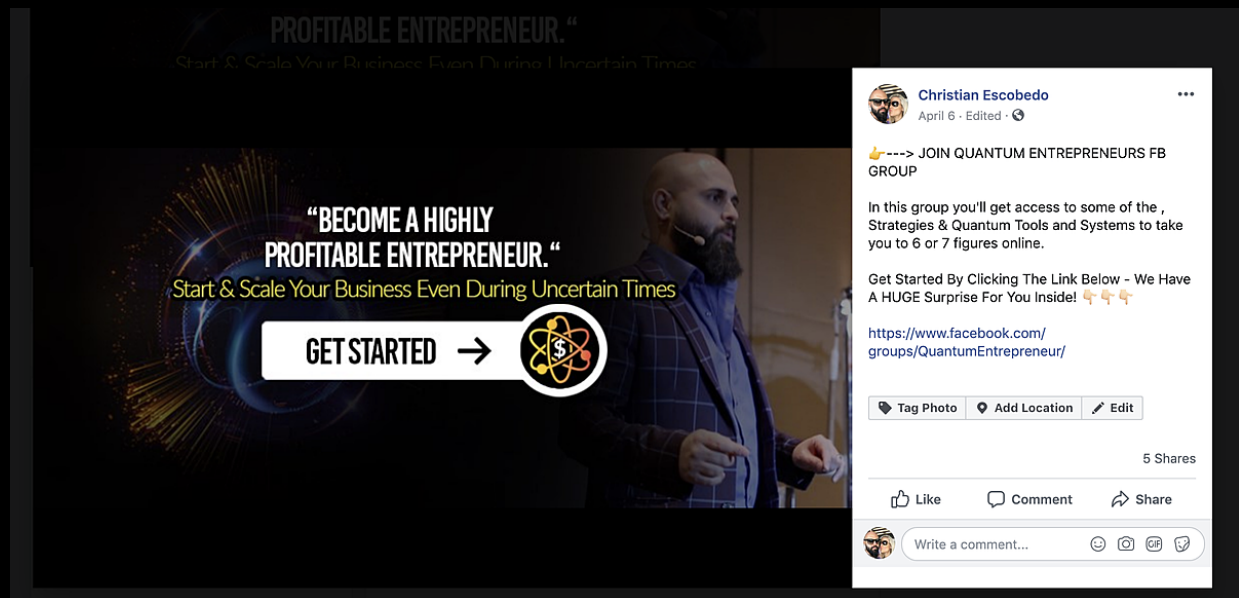 PROFITABLE ENTREPRENEUR.“
Start & Scale Your Business Even During Uncertain Times
“BECOME A HIGHLY
PROFITABLE ENTREPRENEUR.“
Start & Scale Your Business Even During Uncertain Times
GET STARTED →
$
Christian Escobedo
April 6 · Edited ·
👉---> JOIN QUANTUM ENTREPRENEURS FB
GROUP
In this group you'll get access to some of the ,
Strategies & Quantum Tools and Systems to take
you to 6 or 7 figures online.
Get Started By Clicking The Link Below - We Have
A HUGE Surprise For You Inside! 👇🏻👇🏻👇🏻
https://www.facebook.com/
groups/QuantumEntrepreneur/
Tag Photo Add Location Edit
5 Shares
Like Comment Share
Write a comment... GIF